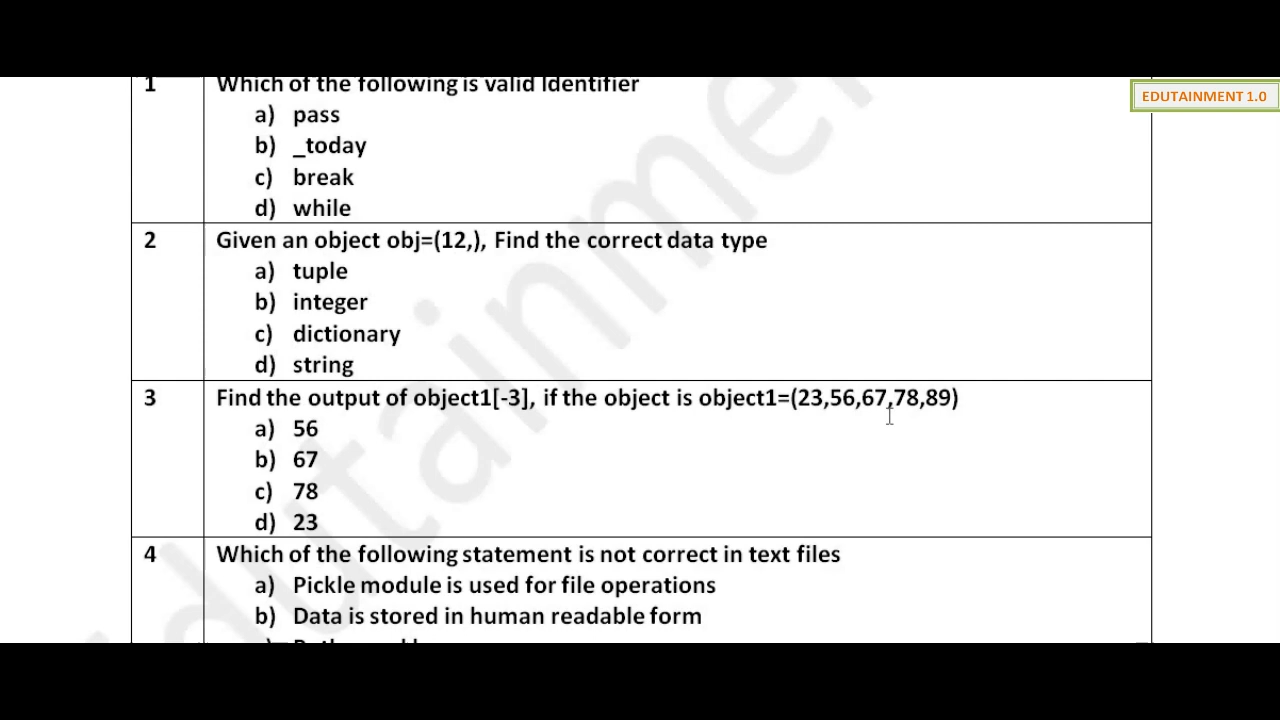 EDUTAINMENT 1.0
1 Which of the following is valid Identifier
a) pass
b) _today
c) break
d) while
2 Given an object obj=(12,), Find the correct data type
a) tuple
b) integer
c) dictionary
d) string
3 Find the output of object1[-3], if the object is object1=(23,56,67,78,89)
a) 56
b) 67
c) 78
d) 23
4 Which of the following statement is not correct in text files
a) Pickle module is used for file operations
b) Data is stored in human readable form